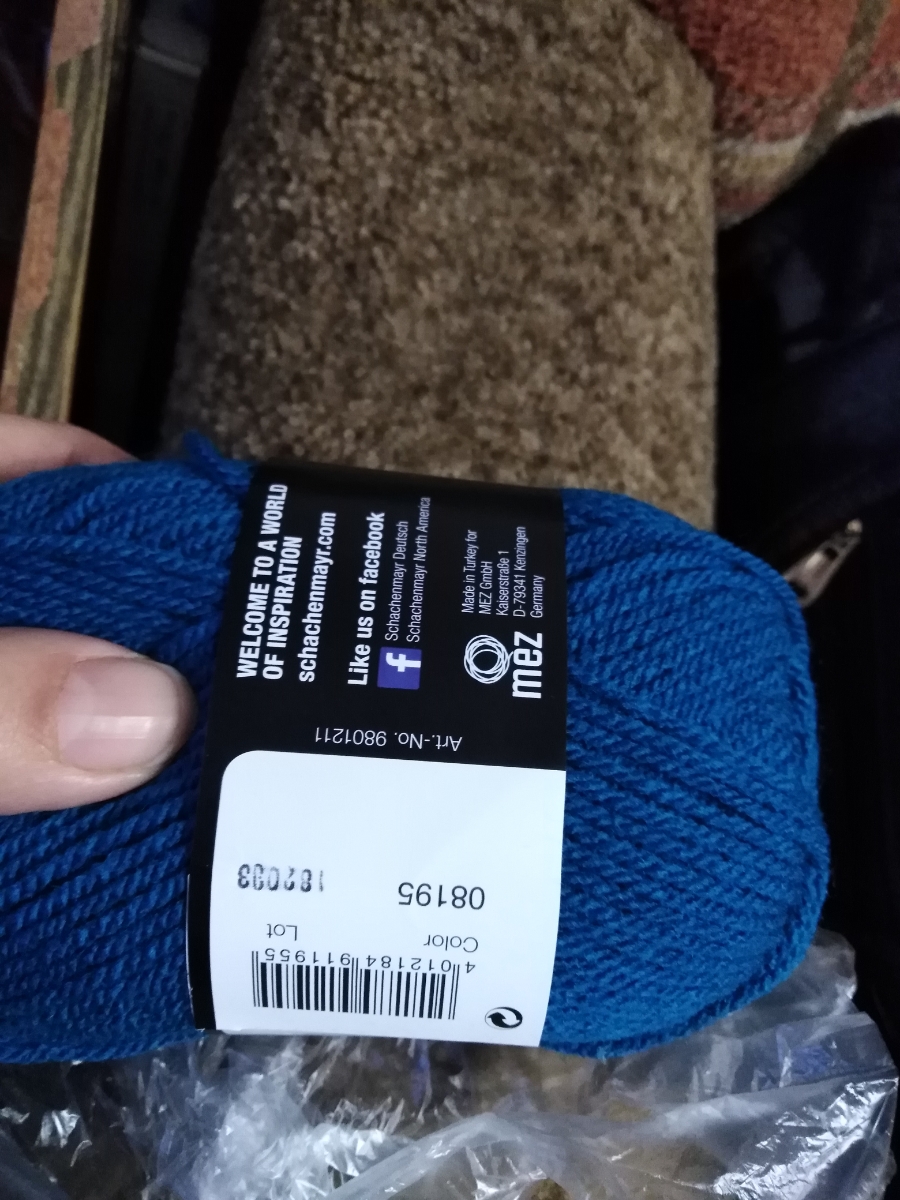 WELCOME TO A WORLD
OF INSPIRATION
schachenmayr.com
Like us on facebook
f
Schachenmayr Deutsch
Schachenmayr North America
mez
Made in Turkey for
MEZ GmbH
Kaiserstraße 1
D-79341 Kenzingen
Germany
Art.-No. 9801211
4 012184 911955
Color Lot
08195 182093